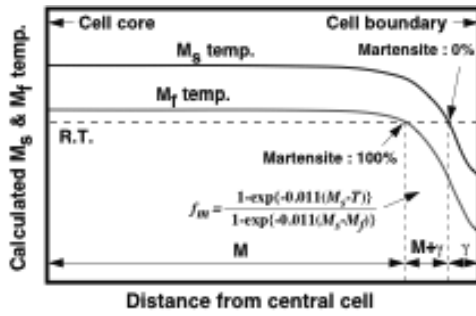 Cell core
Cell boundary
Ms temp.
Martensite : 0%
Mf temp.
R.T.
Martensite : 100%
fm = 1-exp{-0.011(Ms-T)} / 1-exp{-0.011(Ms-Mf)}
M
M+γ
γ
Calculated Ms & Mf temp.
Distance from central cell